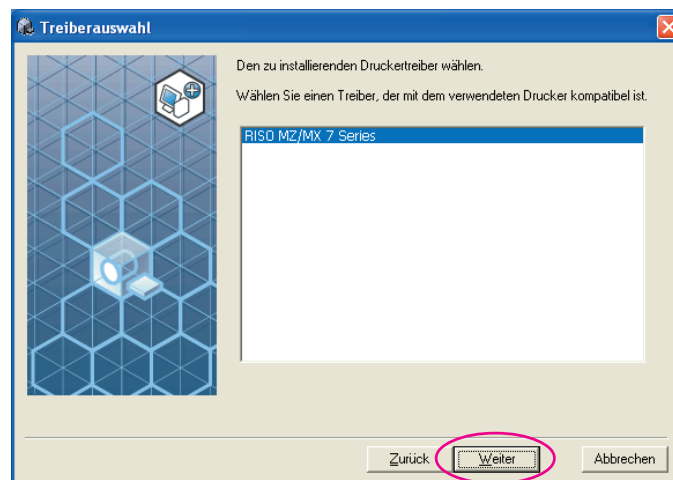 Treiberauswahl
Den zu installierenden Druckertreiber wählen.
Wählen Sie einen Treiber, der mit dem verwendeten Drucker kompatibel ist.
RISO MZ/MX 7 Series
Zurück
Weiter
Abbrechen